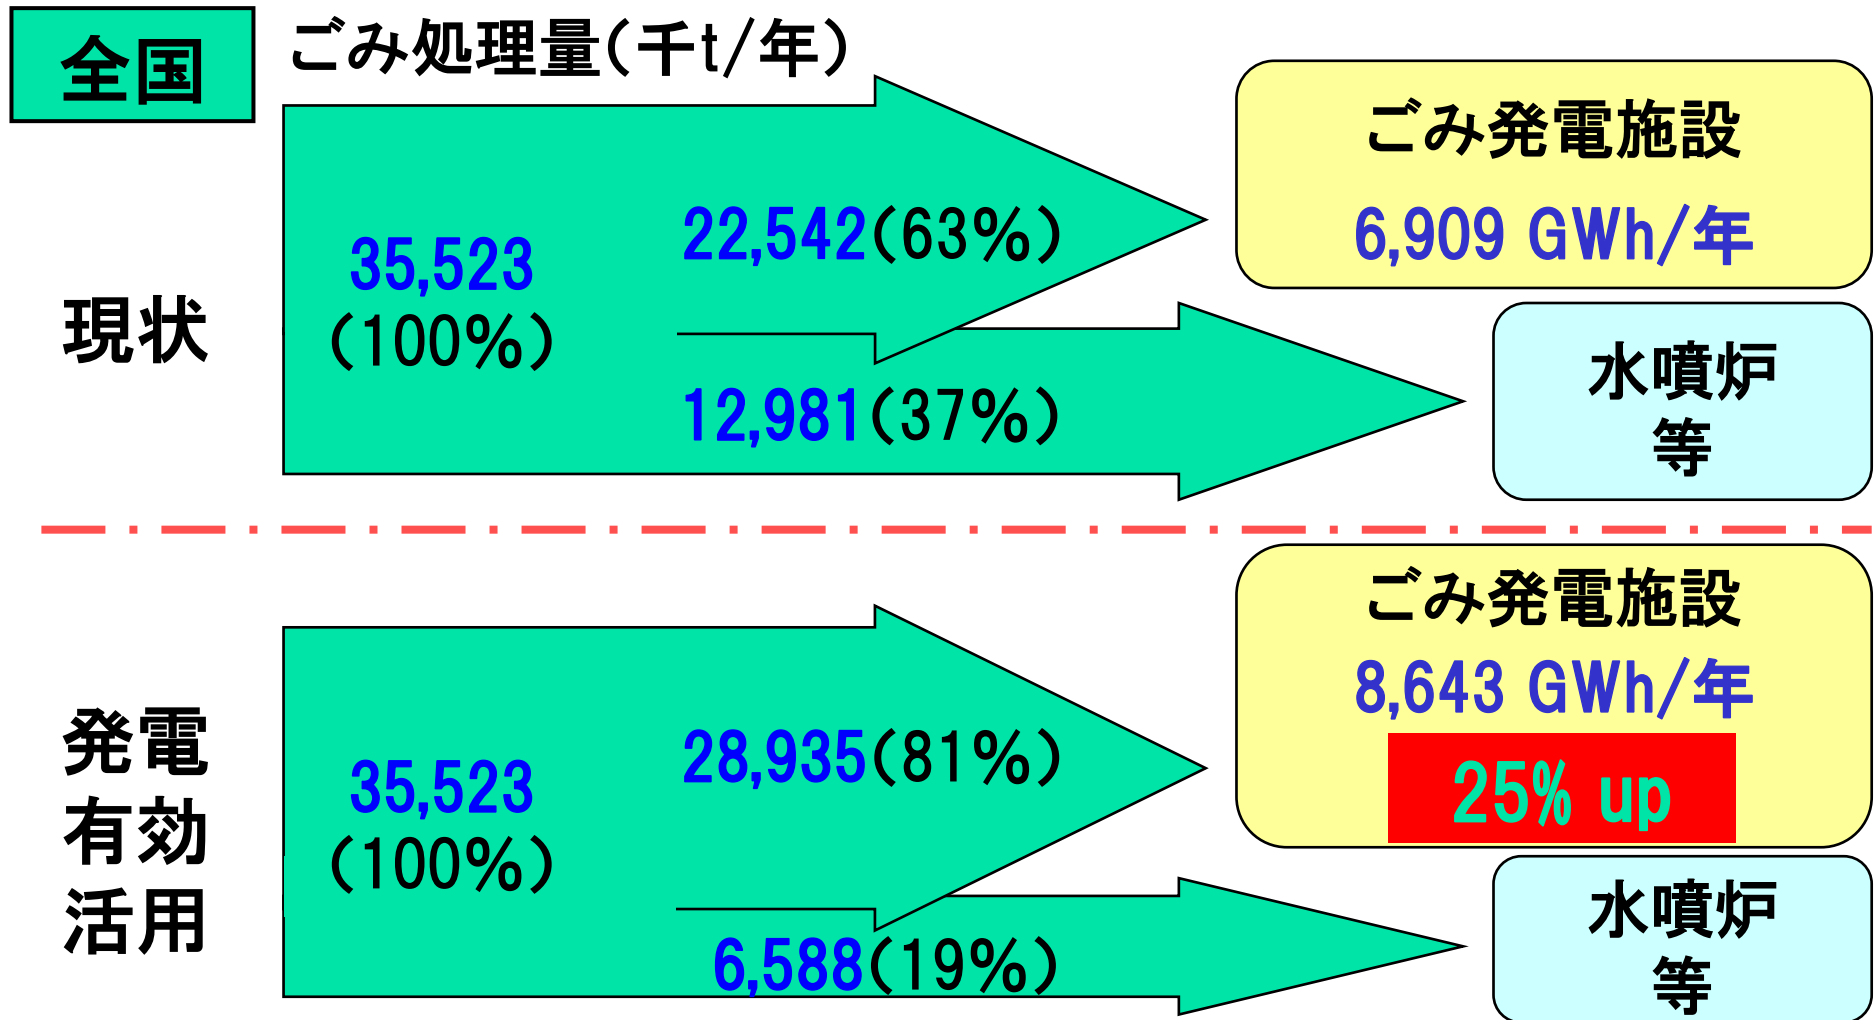 全国
ごみ処理量(千t/年)
現状
35,523
(100%)
22,542(63%)
12,981(37%)
ごみ発電施設
6,909 GWh/年
水噴炉
等
発電
有効
活用
35,523
(100%)
28,935(81%)
6,588(19%)
ごみ発電施設
8,643 GWh/年
25% up
水噴炉
等